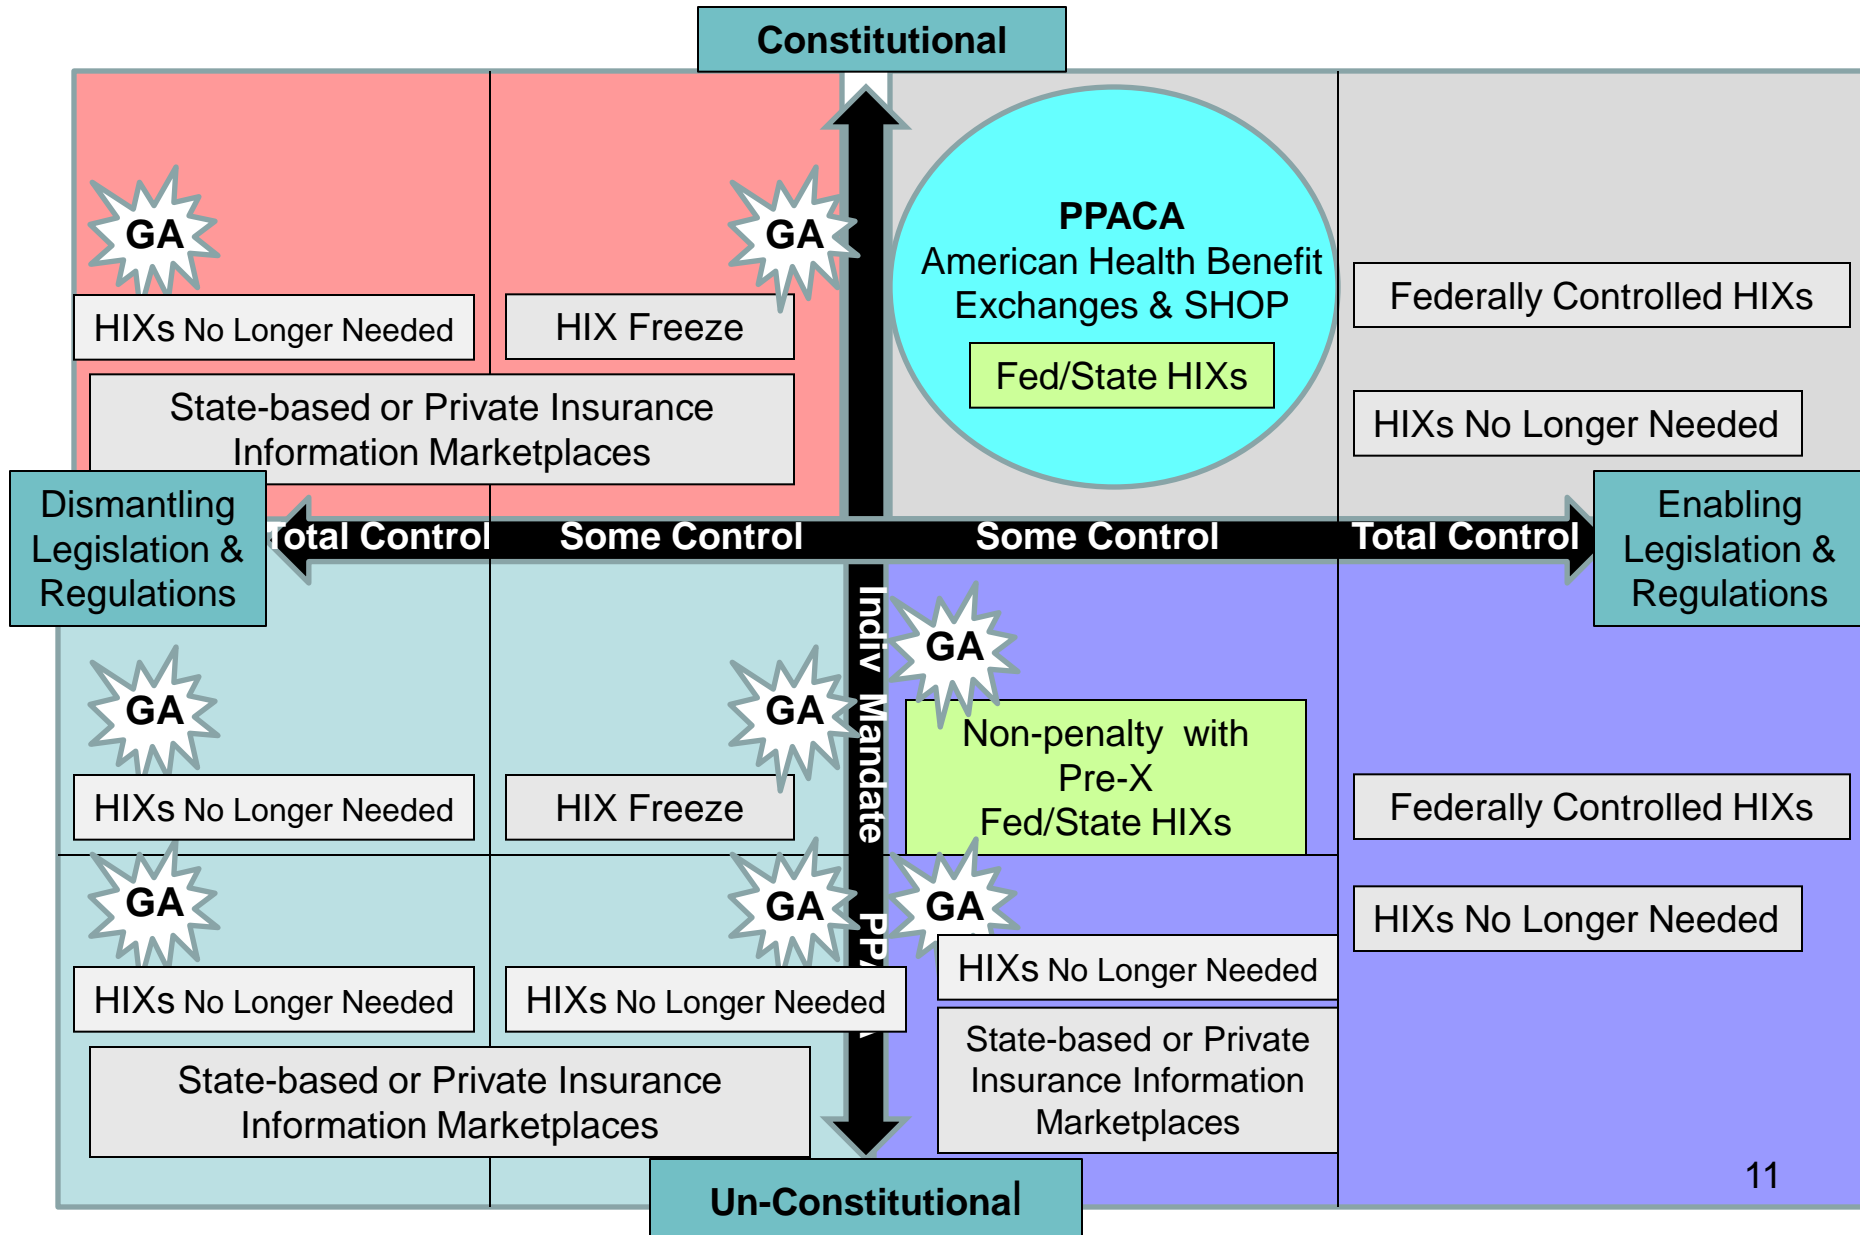 Constitutional
GA
GA
PPACA
American Health Benefit
Exchanges & SHOP
Fed/State HIXs
HIXs No Longer Needed
HIX Freeze
Federally Controlled HIXs
State-based or Private Insurance
Information Marketplaces
HIXs No Longer Needed
Dismantling
Legislation &
Regulations
Total Control
Some Control
Some Control
Total Control
Enabling
Legislation &
Regulations
Indiv Mandate
GA
GA
GA
Non-penalty with
Pre-X
Fed/State HIXs
HIXs No Longer Needed
HIX Freeze
Federally Controlled HIXs
GA
GA
GA
HIXs No Longer Needed
HIXs No Longer Needed
HIXs No Longer Needed
HIXs No Longer Needed
State-based or Private Insurance
Information Marketplaces
State-based or Private
Insurance Information
Marketplaces
Un-Constitutional
11